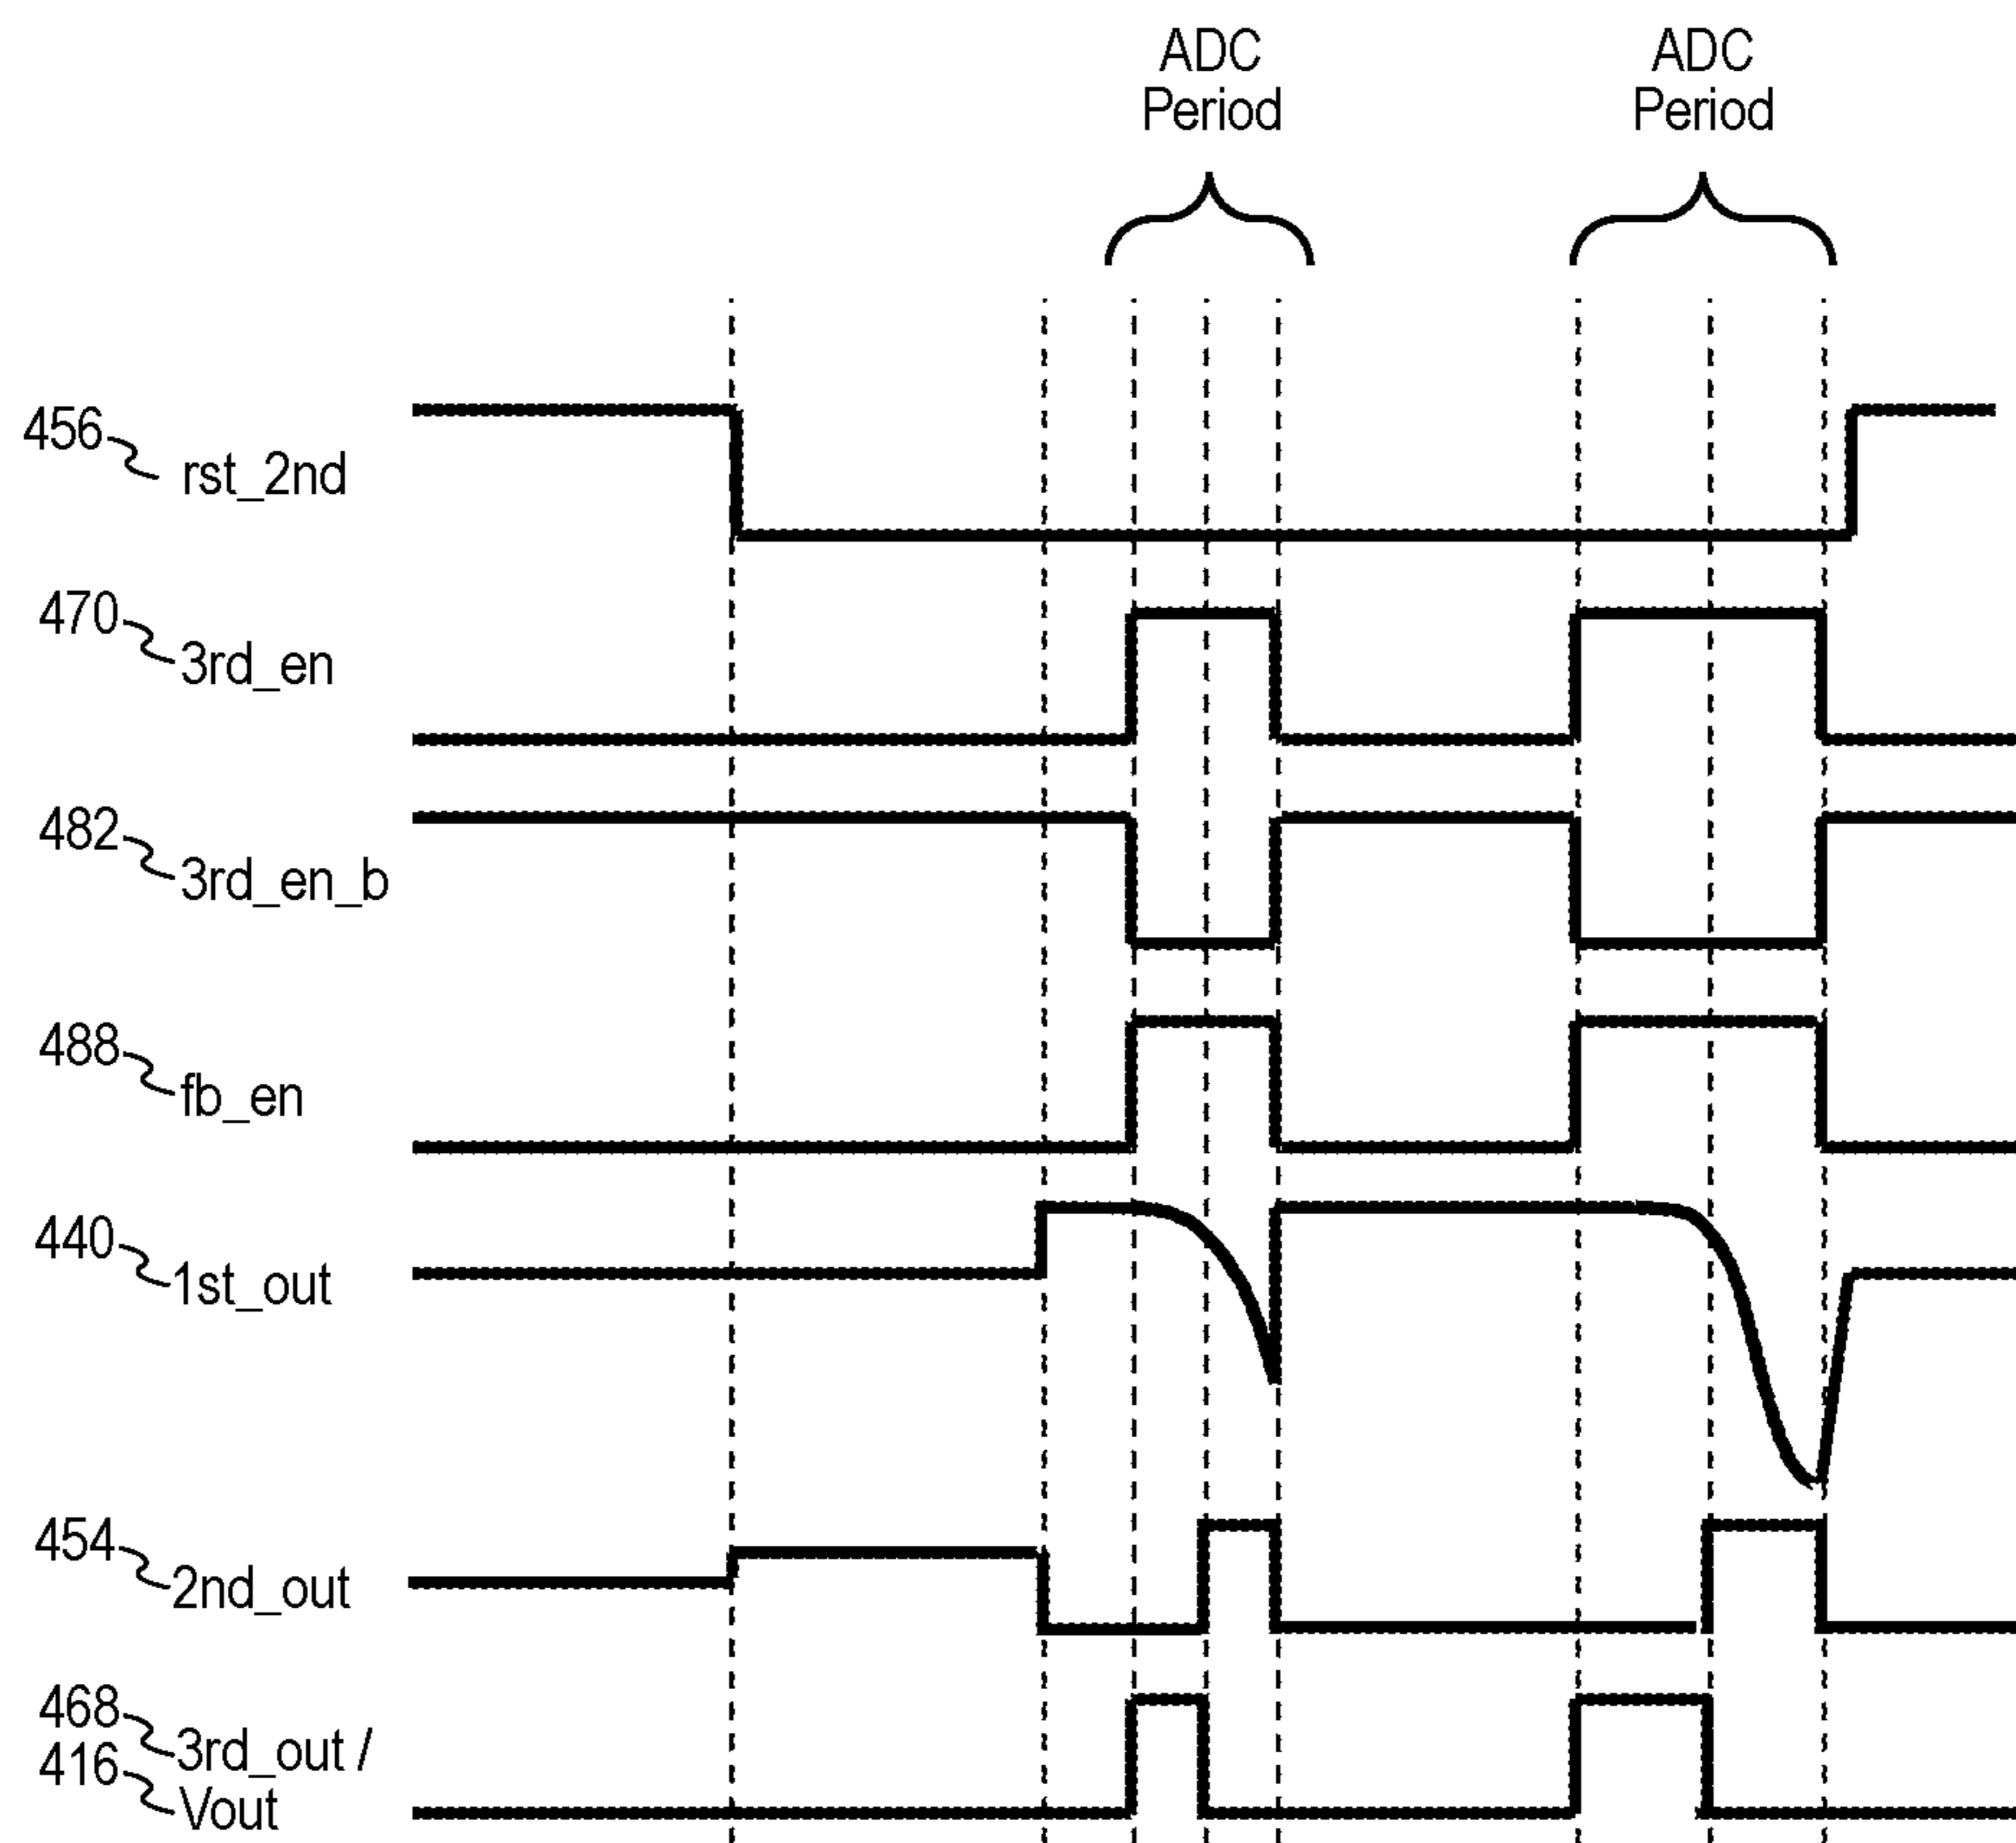 ADC
Period
ADC
Period
456
rst_2nd
470
3rd_en
482
3rd_en_b
488
fb_en
440
1st_out
454
2nd_out
468
3rd_out /
416
Vout